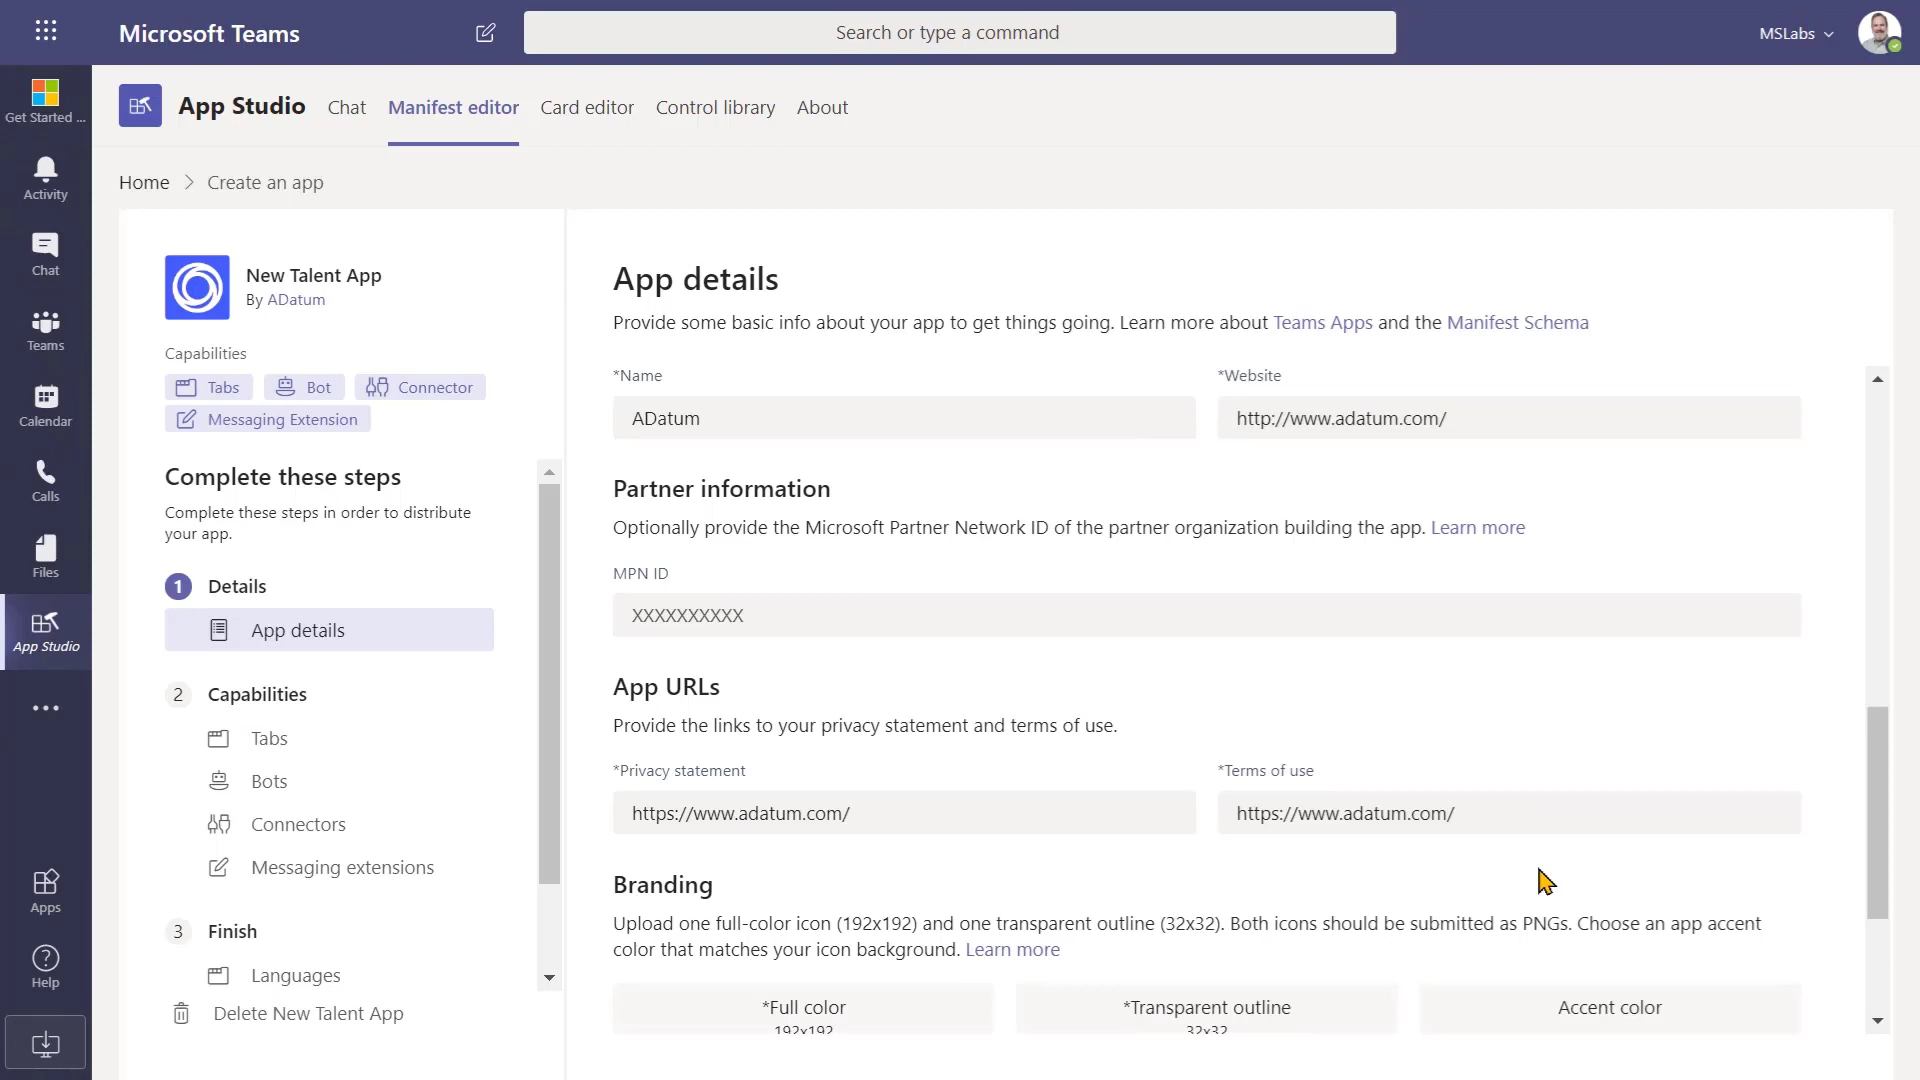 Microsoft Teams
Search or type a command
MSLabs
Get Started ...
Activity
Chat
Teams
Calendar
Calls
Files
App Studio
Apps
Help
App Studio
Chat
Manifest editor
Card editor
Control library
About
Home
Create an app
New Talent App
By ADatum
Capabilities
Tabs
Bot
Connector
Messaging Extension
Complete these steps
Complete these steps in order to distribute
your app.
1 Details
App details
2 Capabilities
Tabs
Bots
Connectors
Messaging extensions
3 Finish
Languages
Delete New Talent App
App details
Provide some basic info about your app to get things going. Learn more about Teams Apps and the Manifest Schema
*Name
*Website
ADatum
http://www.adatum.com/
Partner information
Optionally provide the Microsoft Partner Network ID of the partner organization building the app. Learn more
MPN ID
XXXXXXXXXX
App URLs
Provide the links to your privacy statement and terms of use.
*Privacy statement
*Terms of use
https://www.adatum.com/
https://www.adatum.com/
Branding
Upload one full-color icon (192x192) and one transparent outline (32x32). Both icons should be submitted as PNGs. Choose an app accent
color that matches your icon background. Learn more
*Full color
192x192
*Transparent outline
32x32
Accent color